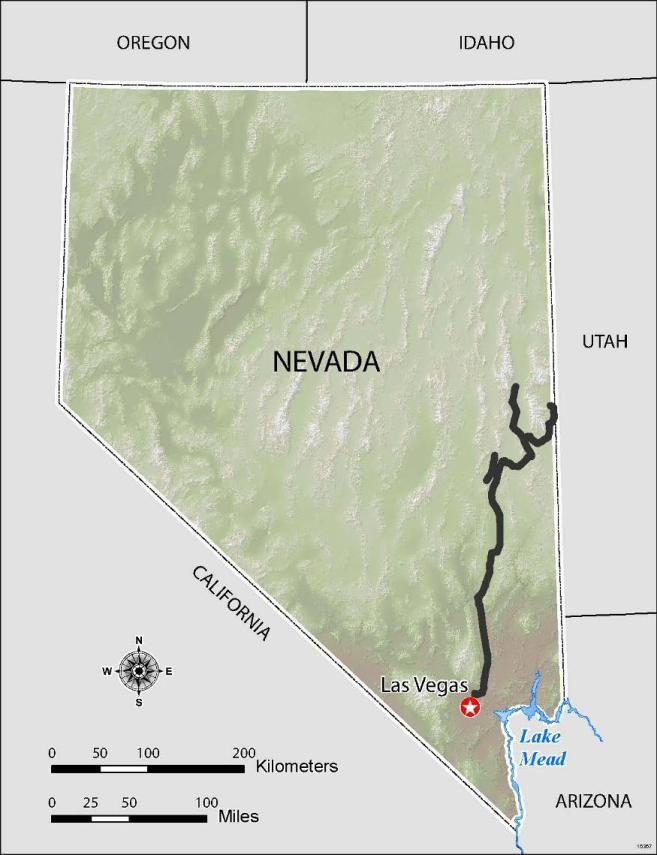 OREGON
IDAHO
UTAH
NEVADA
CALIFORNIA
N
W E
S
Las Vegas
Lake
Mead
ARIZONA
0 50 100 200
Kilometers
0 25 50 100
Miles